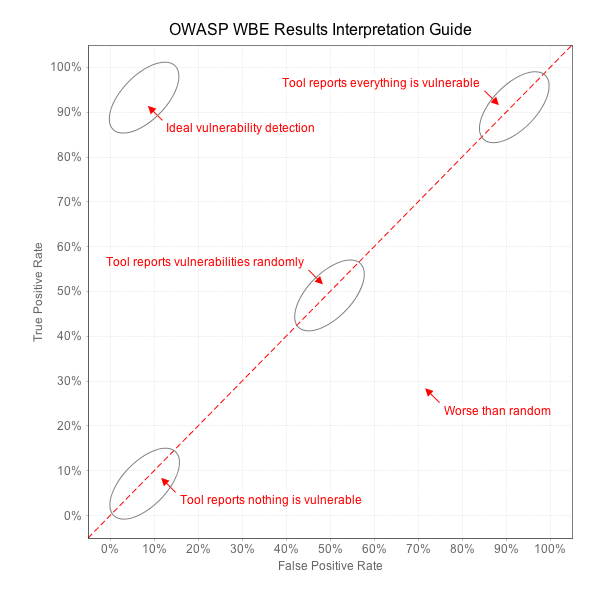 OWASP WBE Results Interpretation Guide
100%
90%
80%
70%
60%
50%
40%
30%
20%
10%
0%
True Positive Rate
Tool reports everything is vulnerable
Ideal vulnerability detection
Tool reports vulnerabilities randomly
Worse than random
Tool reports nothing is vulnerable
0% 10% 20% 30% 40% 50% 60% 70% 80% 90% 100%
False Positive Rate